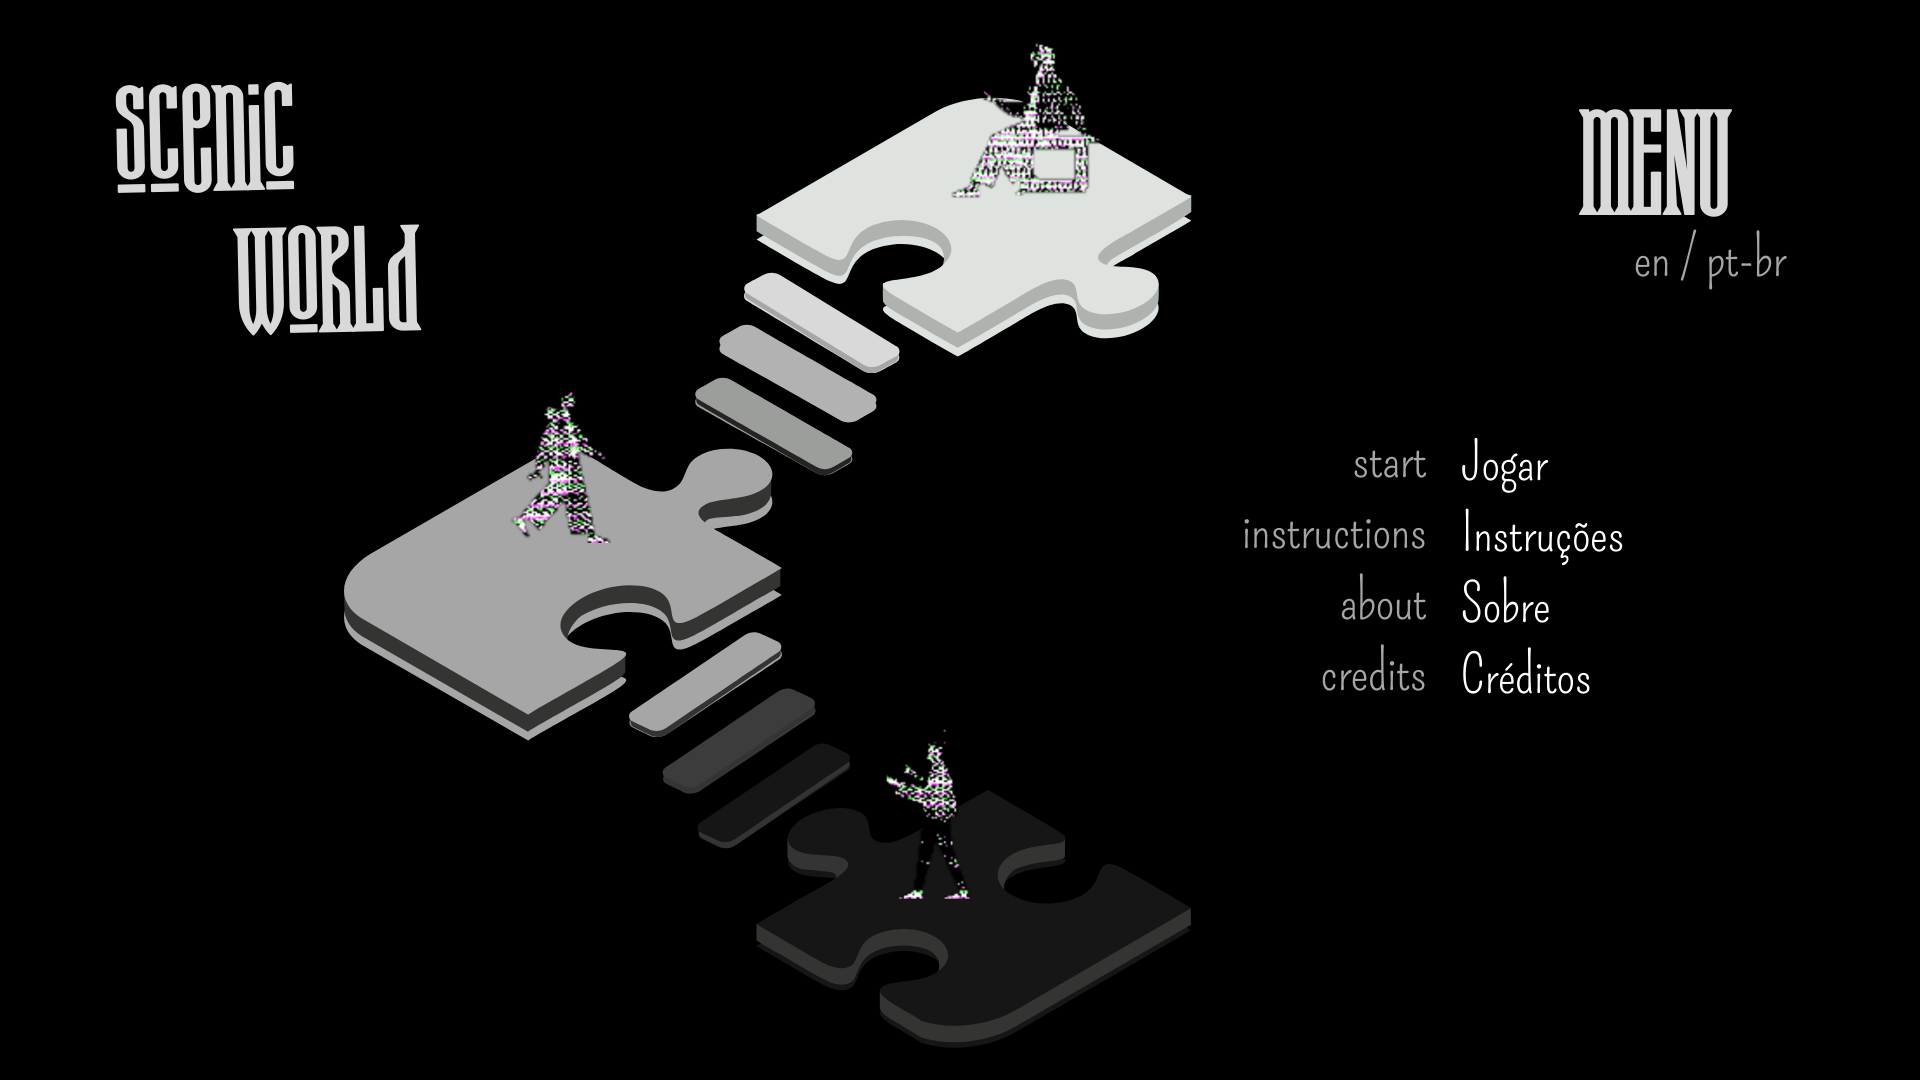 scenic
world
MENU
en / pt-br
start Jogar
instructions Instruções
about Sobre
credits Créditos